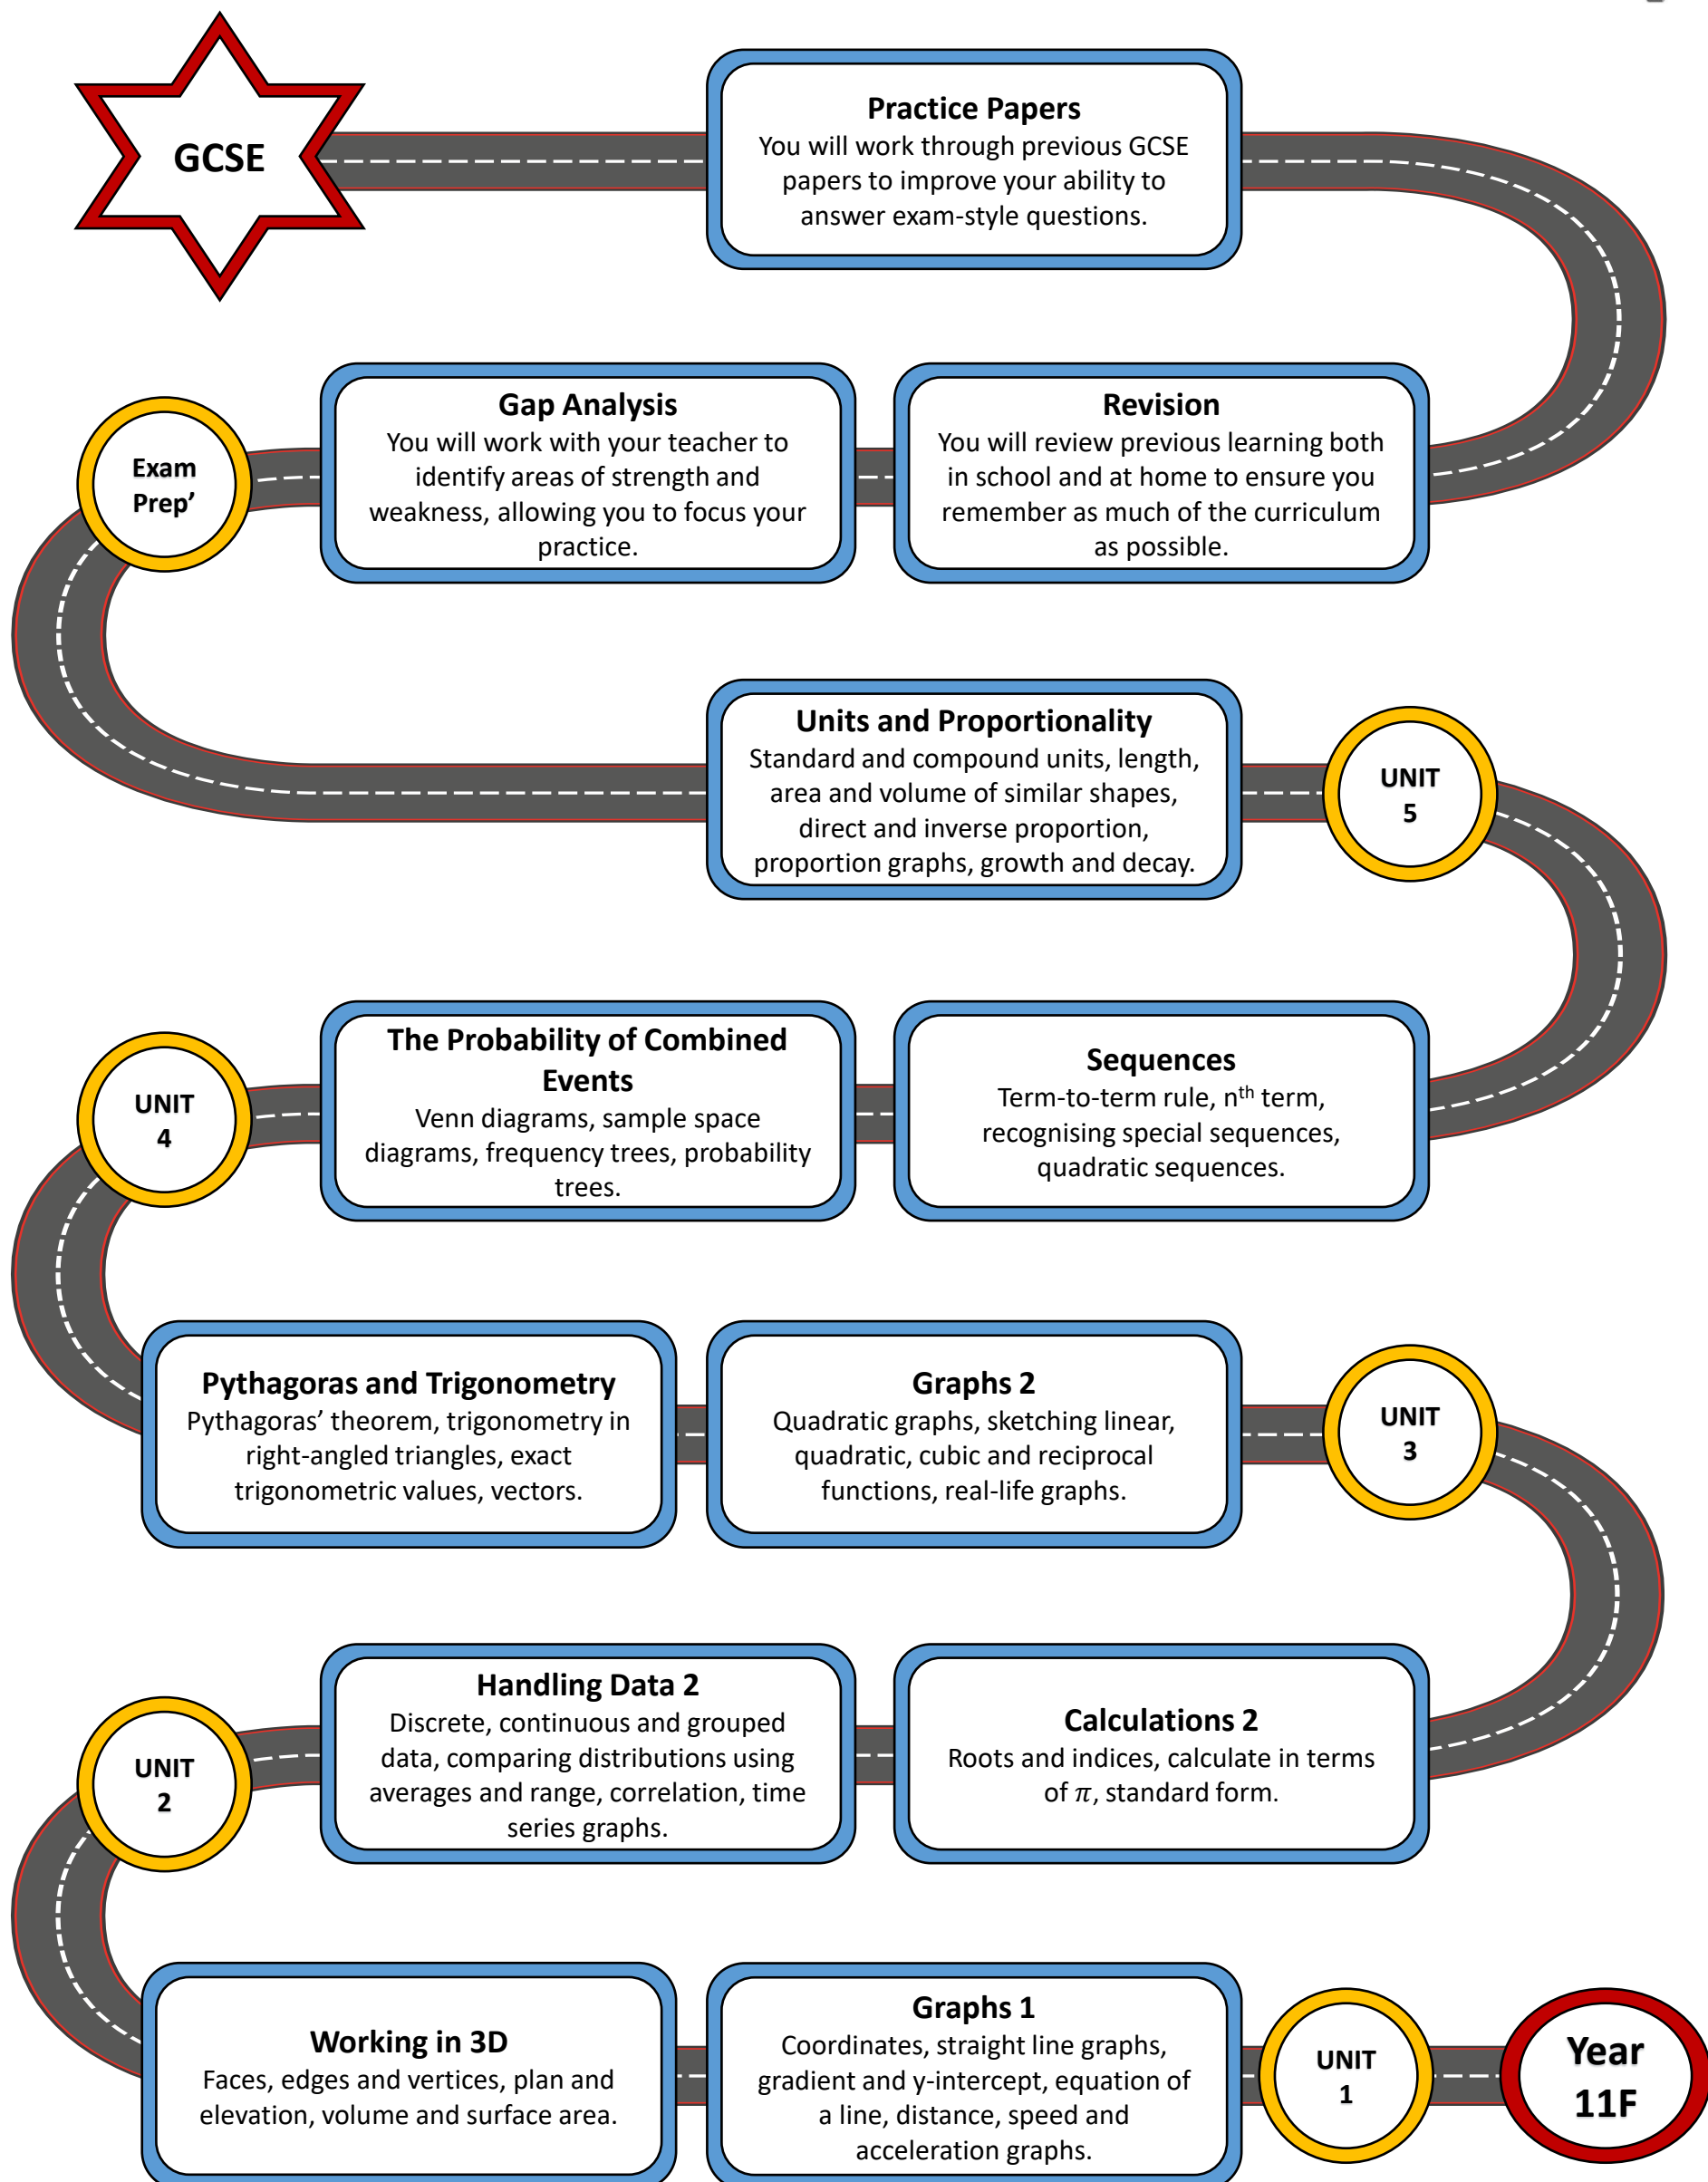 GCSE
Practice Papers
You will work through previous GCSE
papers to improve your ability to
answer exam-style questions.
Exam
Prep’
Gap Analysis
You will work with your teacher to
identify areas of strength and
weakness, allowing you to focus your
practice.
Revision
You will review previous learning both
in school and at home to ensure you
remember as much of the curriculum
as possible.
Units and Proportionality
Standard and compound units, length,
area and volume of similar shapes,
direct and inverse proportion,
proportion graphs, growth and decay.
UNIT
5
UNIT
4
The Probability of Combined
Events
Venn diagrams, sample space
diagrams, frequency trees, probability
trees.
Sequences
Term-to-term rule, nᵗʰ term,
recognising special sequences,
quadratic sequences.
Pythagoras and Trigonometry
Pythagoras’ theorem, trigonometry in
right-angled triangles, exact
trigonometric values, vectors.
Graphs 2
Quadratic graphs, sketching linear,
quadratic, cubic and reciprocal
functions, real-life graphs.
UNIT
3
UNIT
2
Handling Data 2
Discrete, continuous and grouped
data, comparing distributions using
averages and range, correlation, time
series graphs.
Calculations 2
Roots and indices, calculate in terms
of 𝜋, standard form.
Working in 3D
Faces, edges and vertices, plan and
elevation, volume and surface area.
Graphs 1
Coordinates, straight line graphs,
gradient and y-intercept, equation of
a line, distance, speed and
acceleration graphs.
UNIT
1
Year
11F